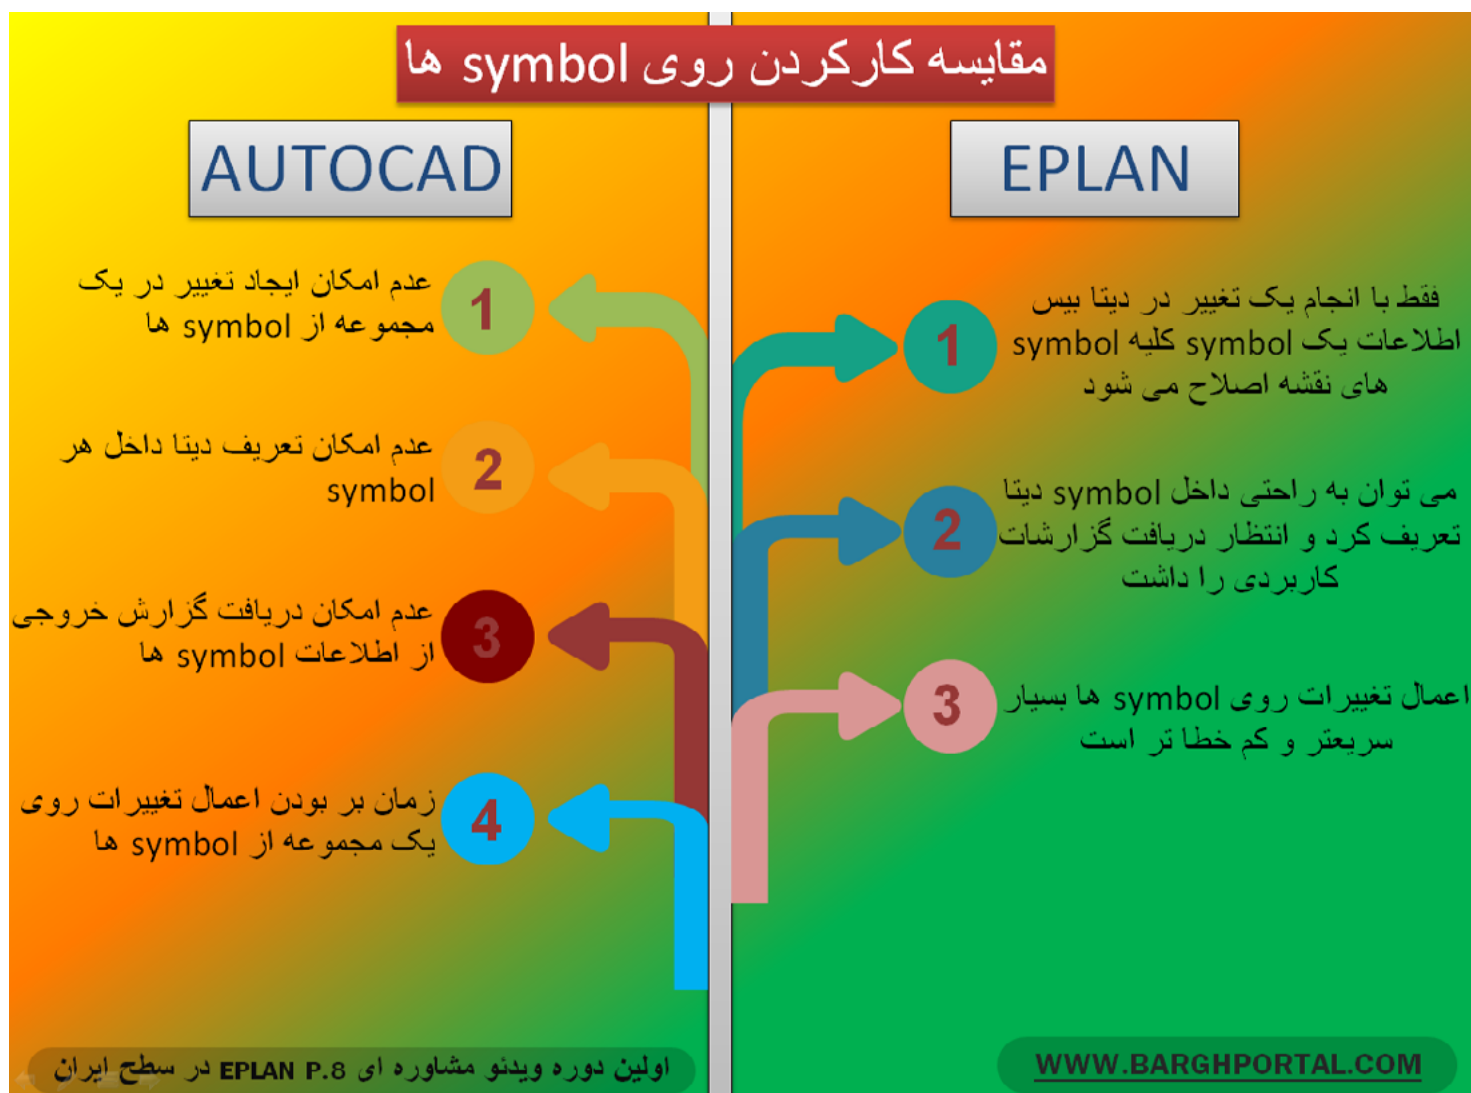 مقایسه کارکردن روی symbol ها
AUTOCAD
1
عدم امکان ایجاد تغییر در یک
مجموعه از symbol ها
2
عدم امکان تعریف دیتا داخل هر
symbol
3
عدم امکان دریافت گزارش خروجی
از اطلاعات symbol ها
4
زمان بر بودن اعمال تغییرات روی
یک مجموعه از symbol ها
اولین دوره ویدئو مشاوره ای EPLAN P.8 در سطح ایران
EPLAN
1
فقط با انجام یک تغییر در دیتا بیس
اطلاعات یک symbol کلیه symbol
های نقشه اصلاح می شود
2
می توان به راحتی داخل symbol دیتا
تعریف کرد و انتظار دریافت گزارشات
کاربردی را داشت
3
اعمال تغییرات روی symbol ها بسیار
سریعتر و کم خطا تر است
WWW.BARGHPORTAL.COM